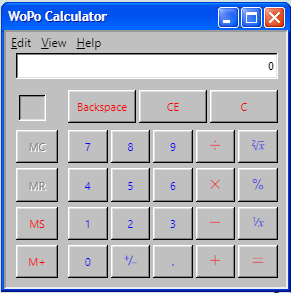 WoPo Calculator
Edit View Help
0
Backspace CE C
MC 7 8 9 ÷ ²√x
MR 4 5 6 × %
MS 1 2 3 − ¹/x
M+ 0 +/− . + =